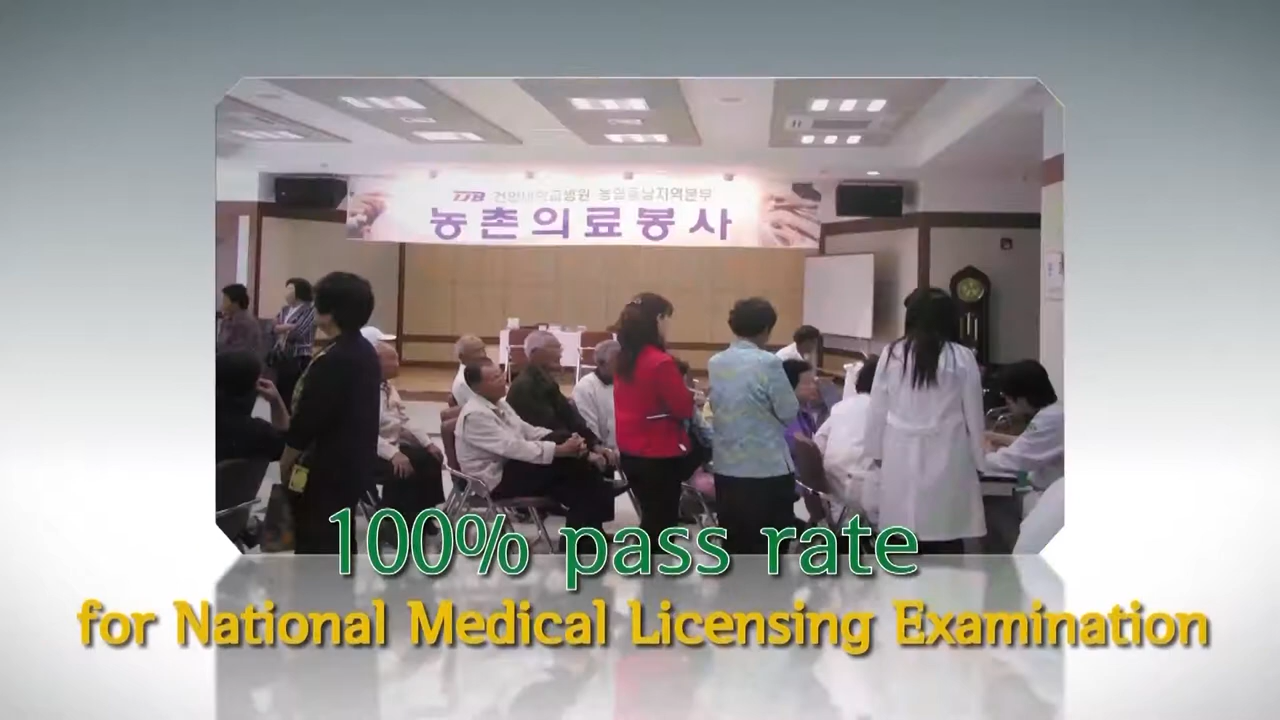 농촌의료봉사
100% pass rate
for National Medical Licensing Examination